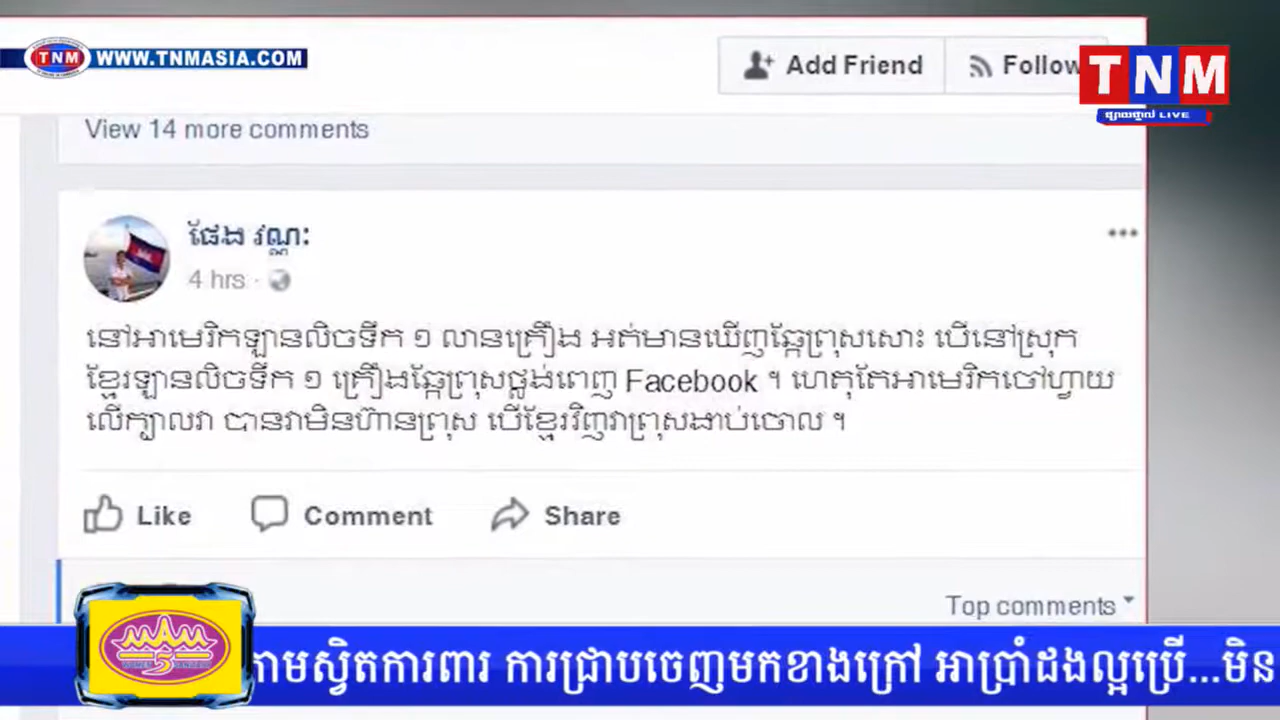 TNM WWW.TNMASIA.COM
Add Friend
Follow
TNM
ផ្សាយផ្ទាល់ LIVE
View 14 more comments
ផែង វណ្ណៈ
4 hrs
នៅអាមេរិកឡានលិចទឹក ១ លានគ្រឿង អត់មានឃើញឆ្កែព្រុសសោះ បើនៅស្រុក
ខ្មែរឡានលិចទឹក ១ គ្រឿងឆ្កែព្រុសថ្លង់ពេញ Facebook ។ ហេតុតែអាមេរិកចៅហ្វាយ
លើក្បាលវា បានវាមិនហ៊ានព្រុស បើខ្មែរវិញវាព្រុសងាប់ចោល ។
Like
Comment
Share
Top comments
5
តាមស្វិតការពារ ការជ្រាបចេញមកខាងក្រៅ អាប្រាំដងល្អប្រើ...មិន